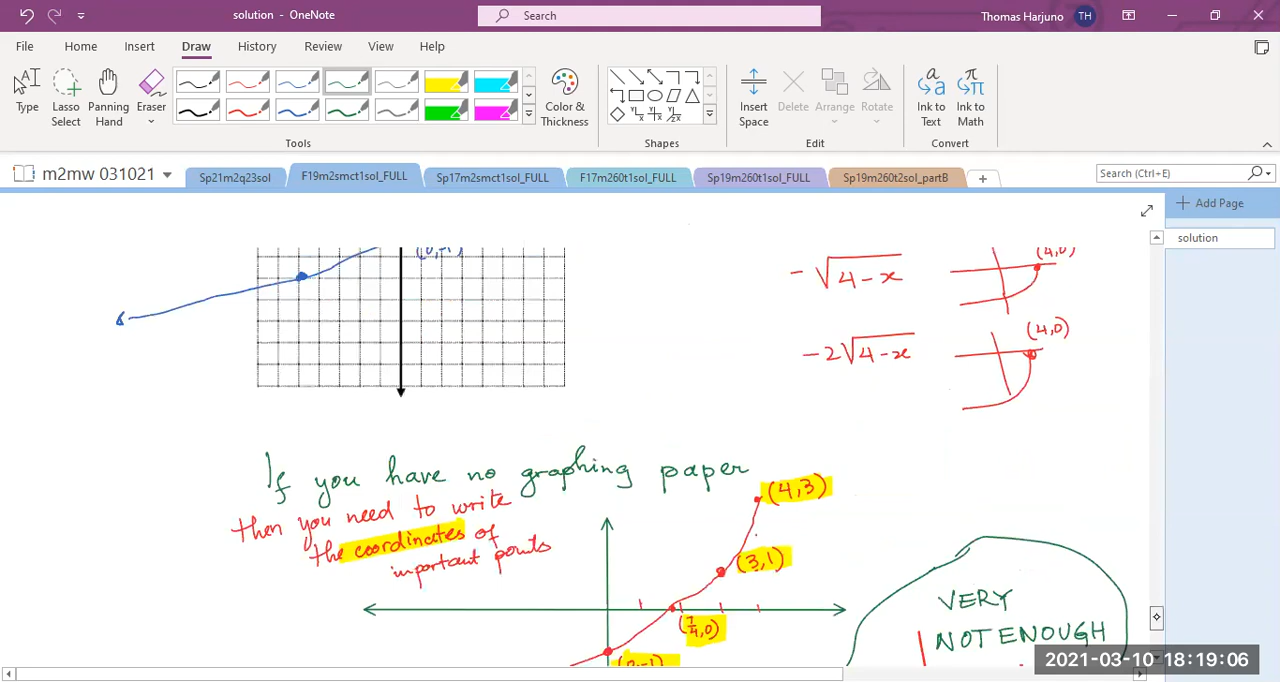 solution - OneNote
Search
Thomas Harjuno
TH
File Home Insert Draw History Review View Help
Type
Lasso Select
Panning Hand
Eraser
Color & Thickness
Insert Space
Delete
Arrange
Rotate
Ink to Text
Ink to Math
Tools
Shapes
Edit
Convert
m2mw 031021
Sp21m2q23sol
F19m2smct1sol_FULL
Sp17m2smct1sol_FULL
F17m260t1sol_FULL
Sp19m260t1sol_FULL
Sp19m260t2sol_partB
Search (Ctrl+E)
Add Page
solution
(4,0)
-√4-x
(4,0)
-2√4-x
If you have no graphing paper
then you need to write
the coordinates of
important points
(4,3)
(3,1)
(7/4,0)
VERY
NOT ENOUGH
2021-03-10 18:19:06